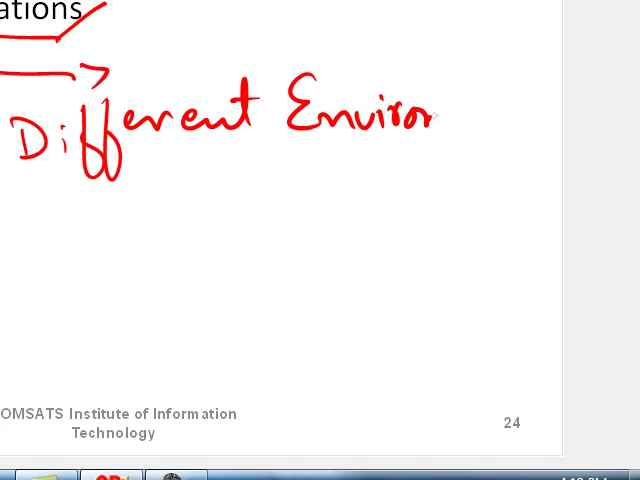 ations
Different Environ
OMSATS Institute of Information
Technology
24